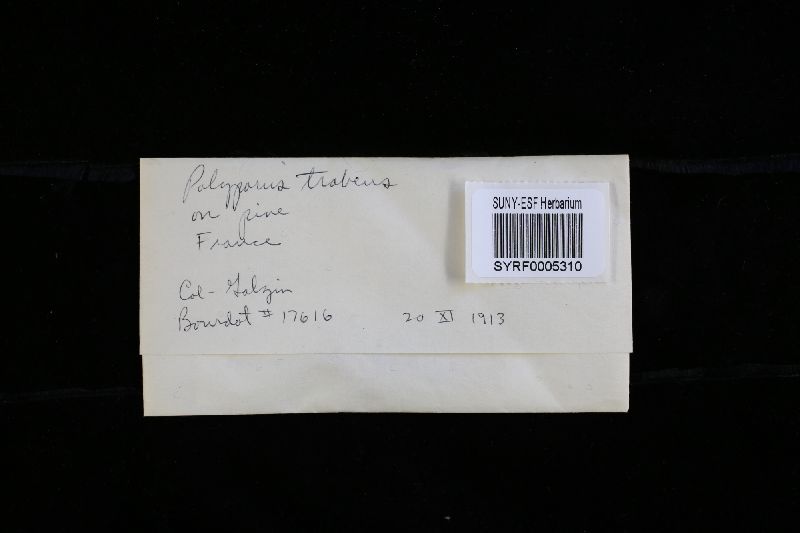 Polyporus trabeus
on pine
France
Col - Galzin
Bourdot # 17616 20 XI 1913
SUNY-ESF Herbarium
SYRF0005310